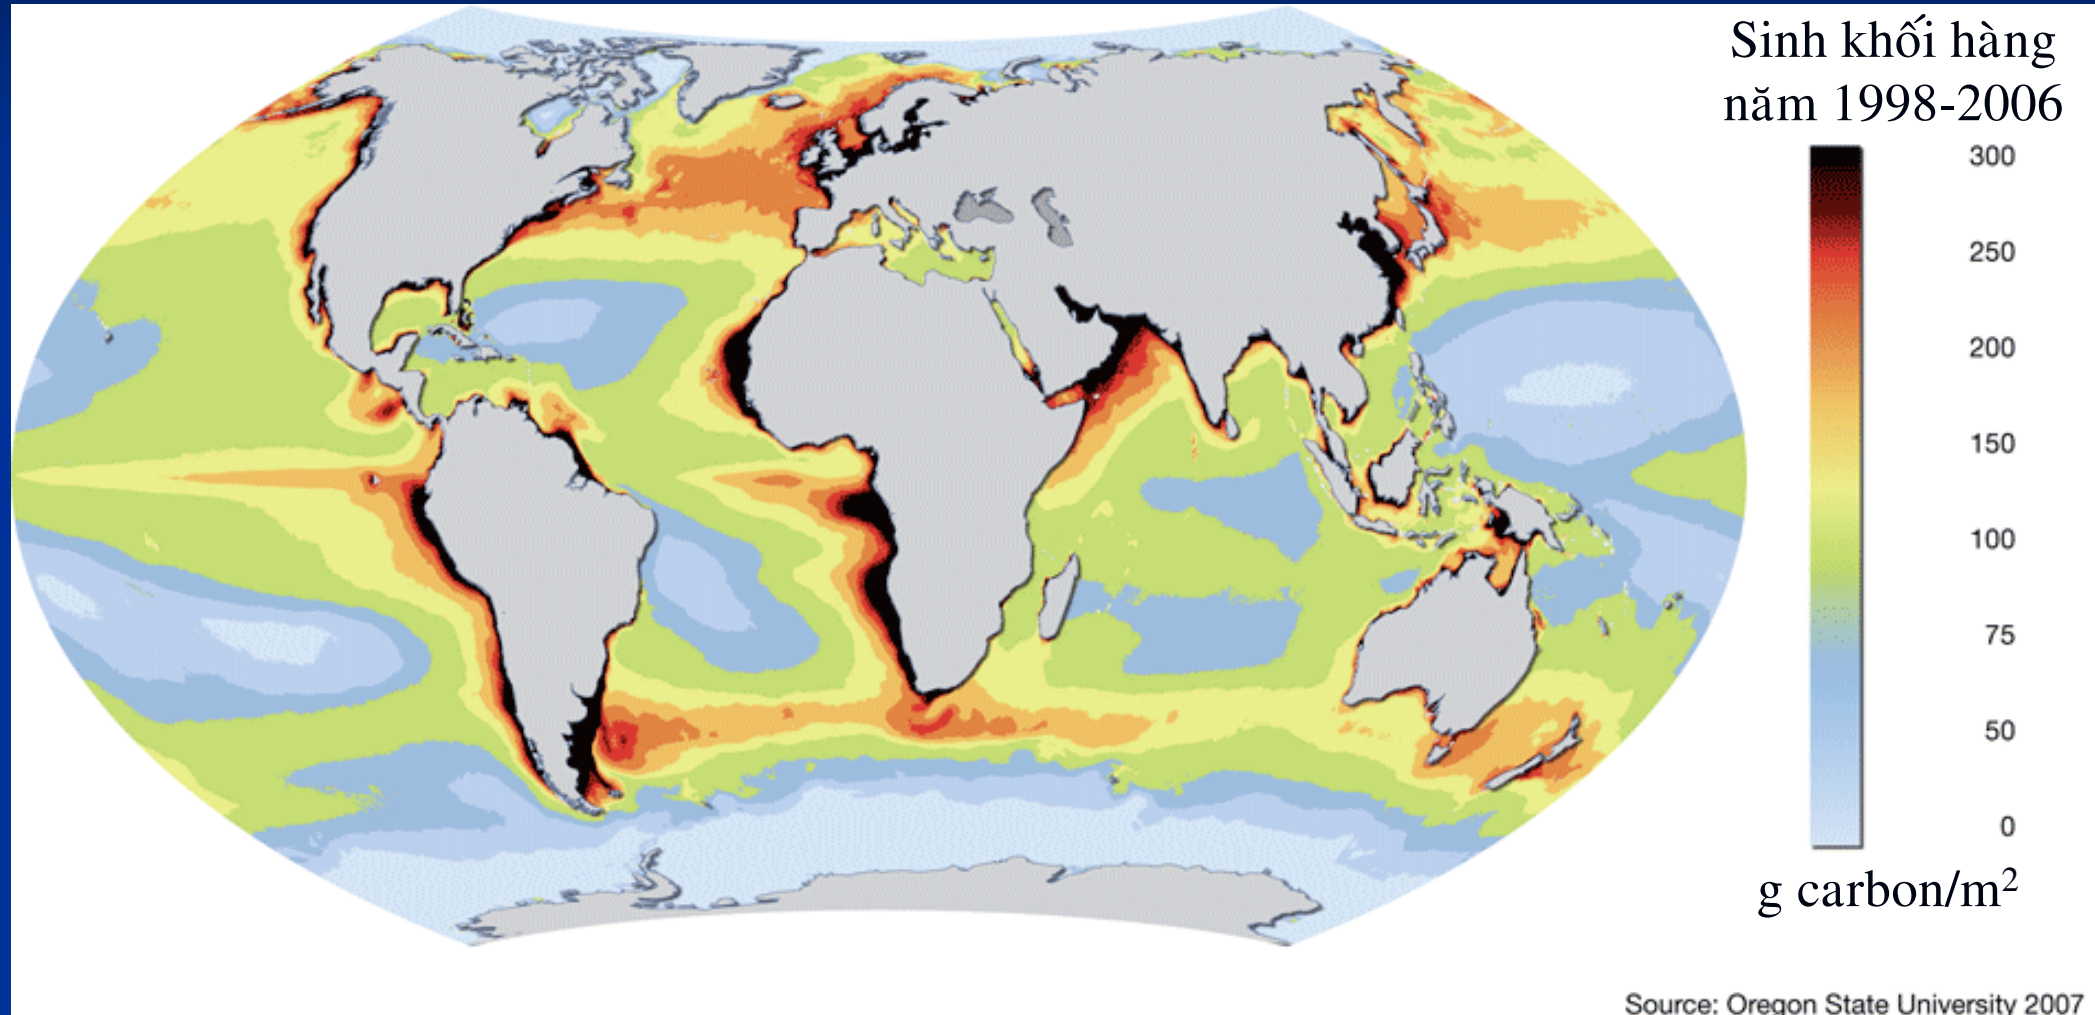 Sinh khối hàng
năm 1998-2006
300
250
200
150
100
75
50
0
g carbon/m²
Source: Oregon State University 2007